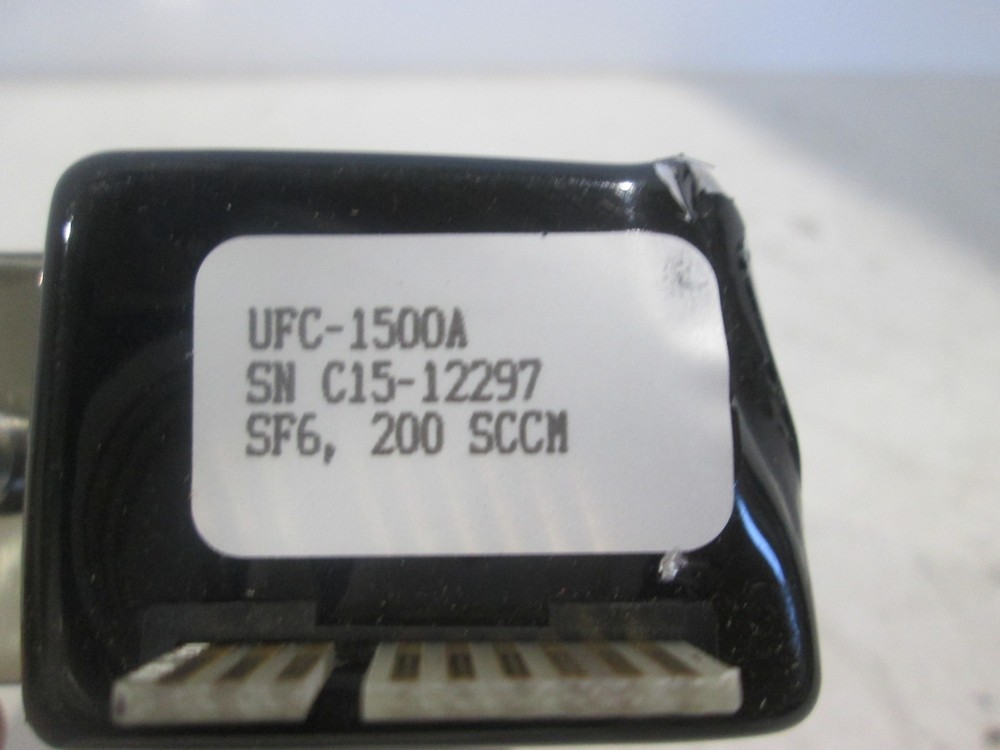 UFC-1500A
SN C15-12297
SF6, 200 SCCM